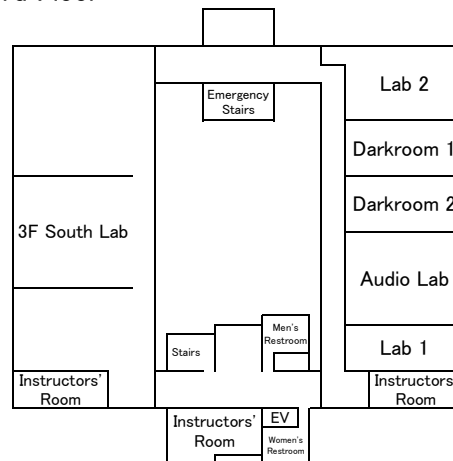 Emergency
Stairs
Lab 2
Darkroom 1
Darkroom 2
3F South Lab
Audio Lab
Men's
Restroom
Stairs
Lab 1
Instructors'
Room
Instructors
Room
Instructors'
Room
EV
Women's
Restroom